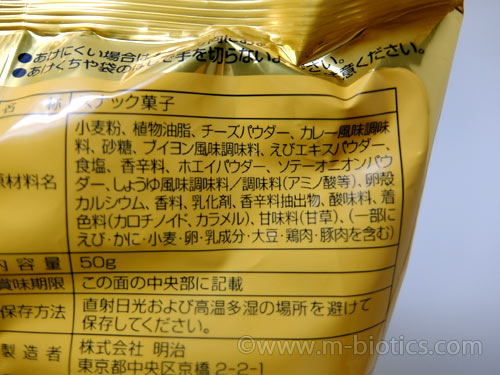 ●あけにくい場合は
手を切らないよ
●あけくちや袋の
ください。
名 称 スナック菓子
小麦粉、植物油脂、チーズパウダー、カレー風味調味
料、砂糖、ブイヨン風味調味料、えびエキスパウダー、
食塩、香辛料、ホエイパウダー、ソテーオニオンパウ
原材料名 ダー、しょうゆ風味調味料／調味料(アミノ酸等)、卵殻
カルシウム、香料、乳化剤、香辛料抽出物、酸味料、着
色料(カロチノイド、カラメル)、甘味料(甘草)、(一部に
えび・かに・小麦・卵・乳成分・大豆・鶏肉・豚肉を含む)
内容量 50g
賞味期限 この面の中央部に記載
保存方法 直射日光および高温多湿の場所を避けて
保存してください。
製造者 株式会社 明治
東京都中央区京橋 2-2-1
©www.m-biotics.com